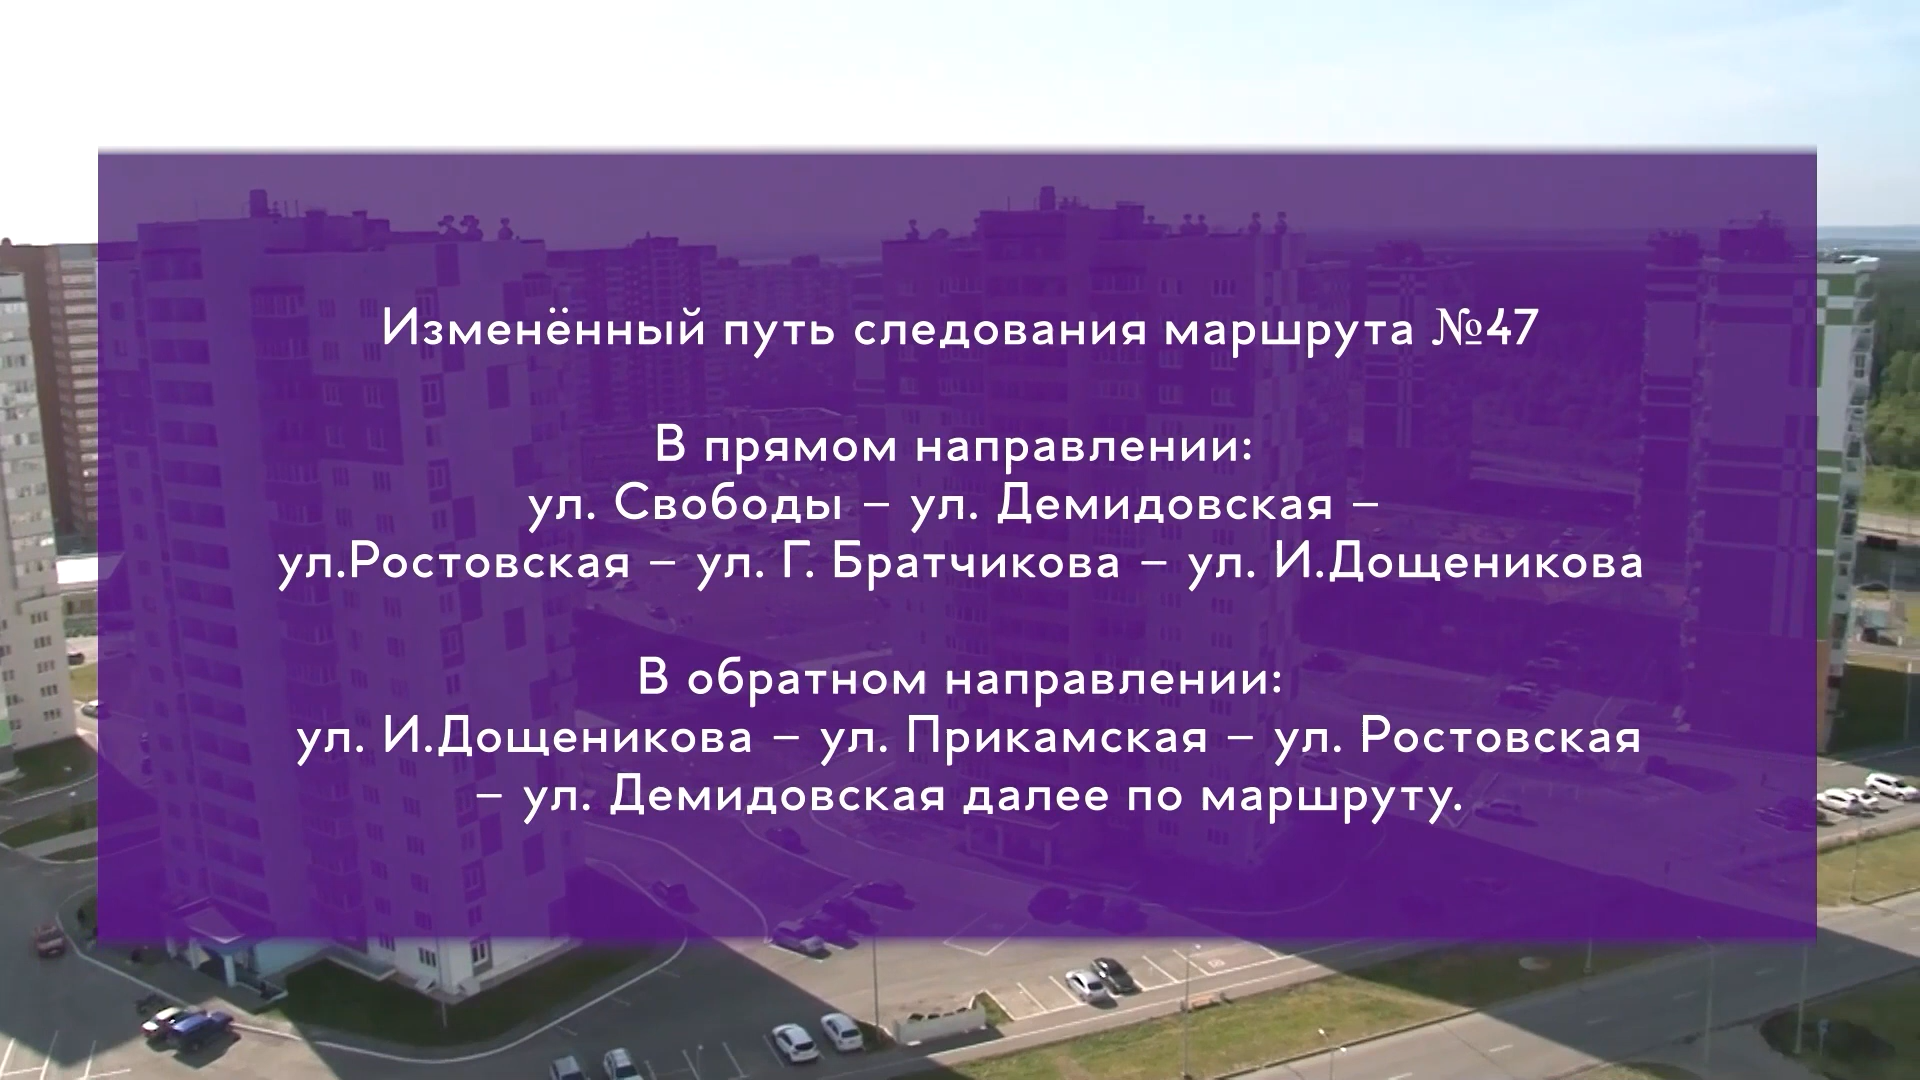 Изменённый путь следования маршрута №47
В прямом направлении:
ул. Свободы – ул. Демидовская –
ул.Ростовская – ул. Г. Братчикова – ул. И.Дощеникова
В обратном направлении:
ул. И.Дощеникова – ул. Прикамская – ул. Ростовская
– ул. Демидовская далее по маршруту.